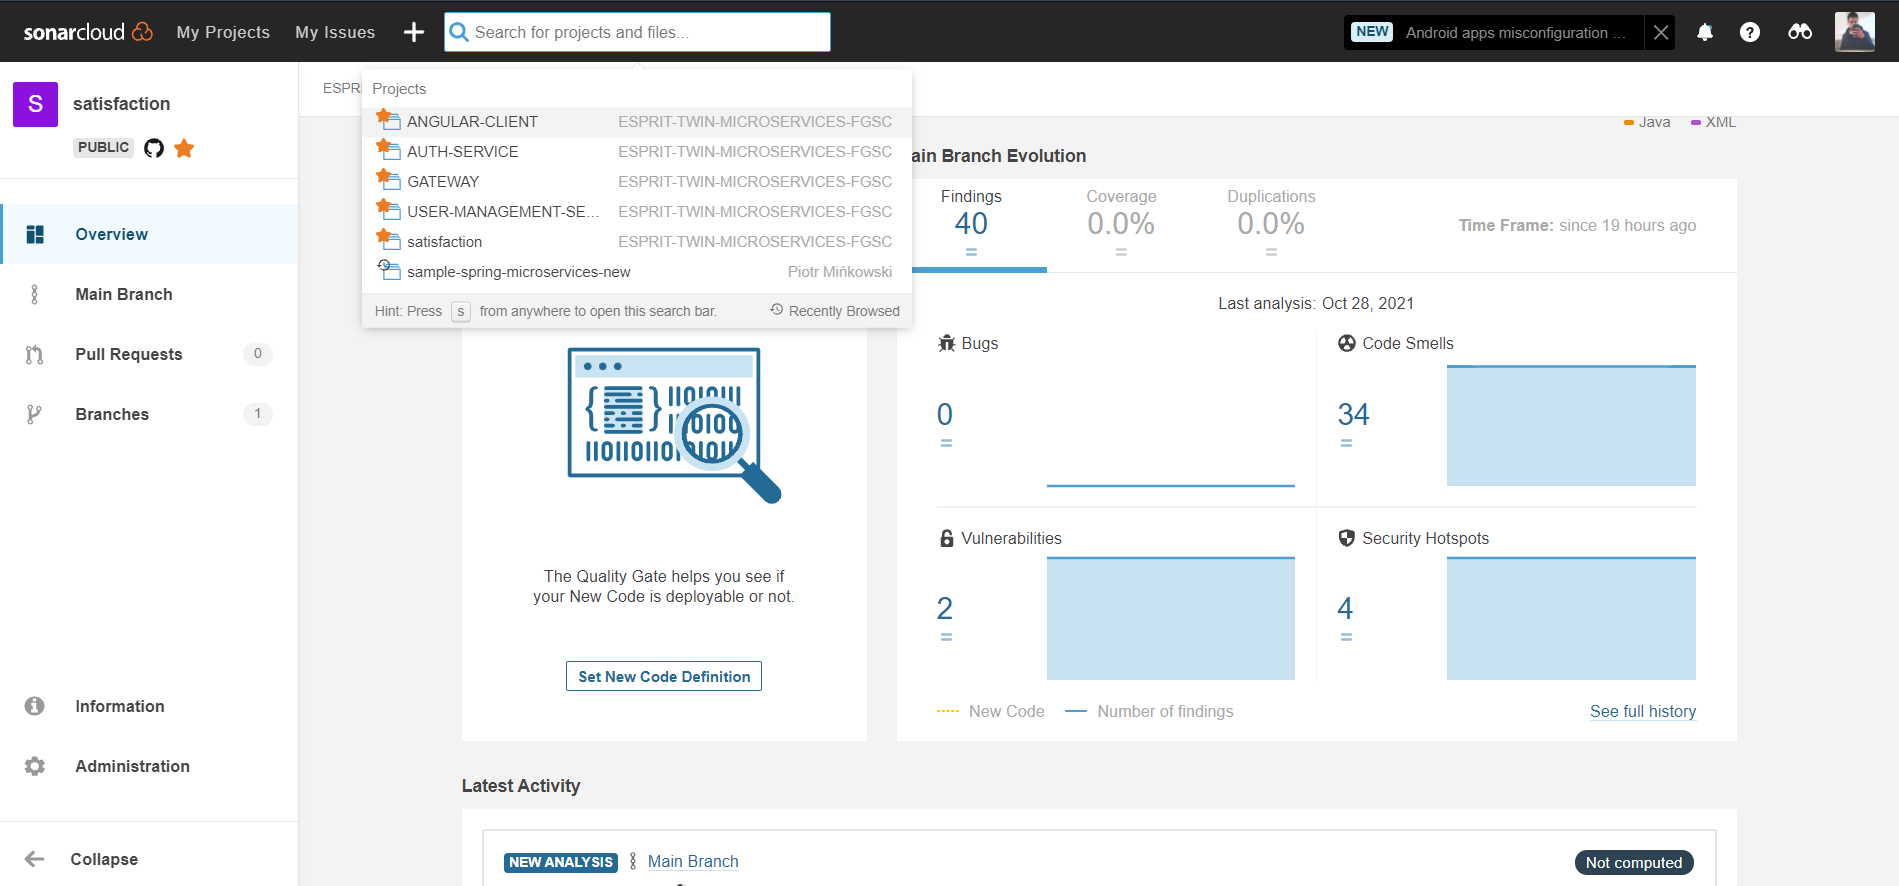 sonarcloud My Projects My Issues Search for projects and files... NEW Android apps misconfiguration ...
S satisfaction
PUBLIC
Overview
Main Branch
Pull Requests 0
Branches 1
Information
Administration
Collapse
ESPR
Projects
ANGULAR-CLIENT ESPRIT-TWIN-MICROSERVICES-FGSC
AUTH-SERVICE ESPRIT-TWIN-MICROSERVICES-FGSC
GATEWAY ESPRIT-TWIN-MICROSERVICES-FGSC
USER-MANAGEMENT-SE... ESPRIT-TWIN-MICROSERVICES-FGSC
satisfaction ESPRIT-TWIN-MICROSERVICES-FGSC
sample-spring-microservices-new Piotr Mińkowski
Hint: Press s from anywhere to open this search bar. Recently Browsed
The Quality Gate helps you see if
your New Code is deployable or not.
Set New Code Definition
Java XML
ain Branch Evolution
Findings Coverage Duplications
40 0.0% 0.0% Time Frame: since 19 hours ago
Last analysis: Oct 28, 2021
Bugs Code Smells
0 34
Vulnerabilities Security Hotspots
2 4
New Code Number of findings See full history
Latest Activity
NEW ANALYSIS Main Branch Not computed